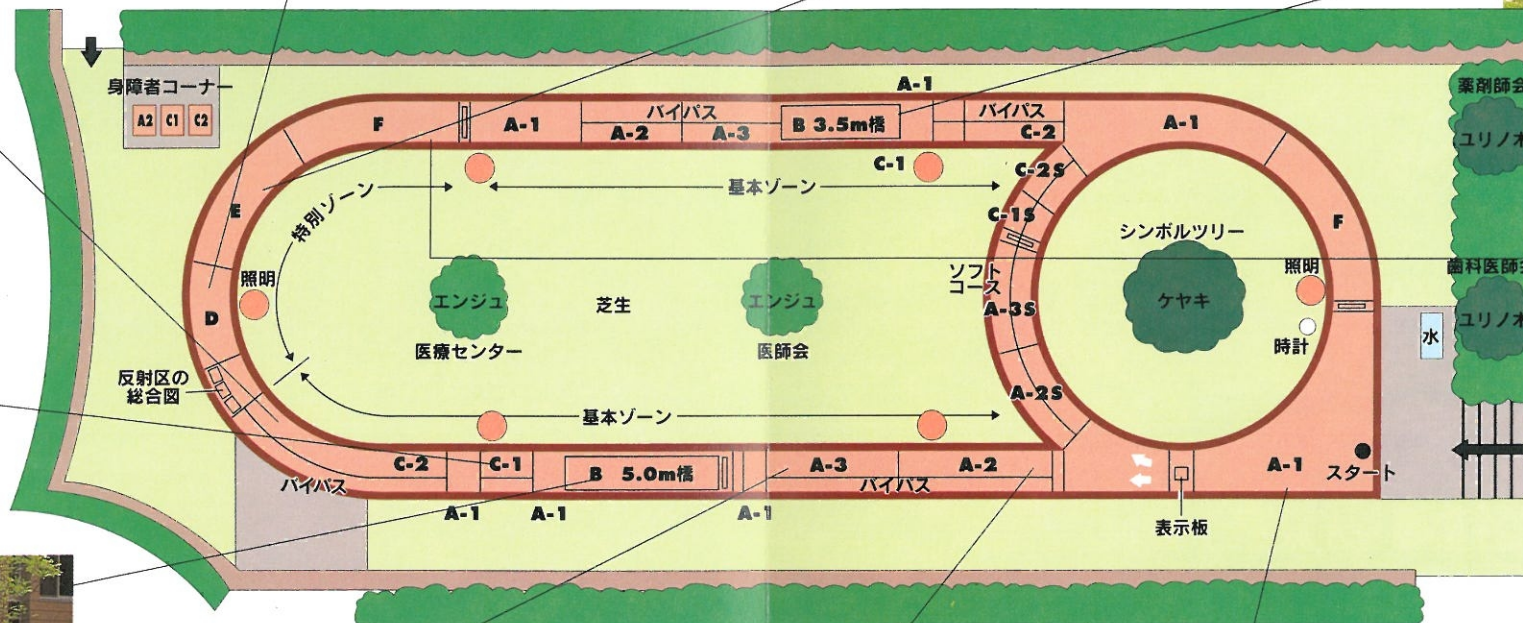 身障者コーナー
A2 C1 C2
F
A-1
バイパス
A-2
A-3
B 3.5m橋
A-1
バイパス
C-2
A-1
薬剤師会
ユリノオ
C-1
C-2S
基本ゾーン
特別ゾーン
E
C-1S
F
シンボルツリー
ソフト
コース
照明
歯科医師会
照明
エンジュ
芝生
エンジュ
ケヤキ
A-3S
D
ユリノオ
水
時計
医療センター
医師会
反射区の
総合図
A-2S
基本ゾーン
C-2
C-1
B 5.0m橋
A-3
A-2
A-1
スタート
バイパス
バイパス
A-1
A-1
A-1
表示板